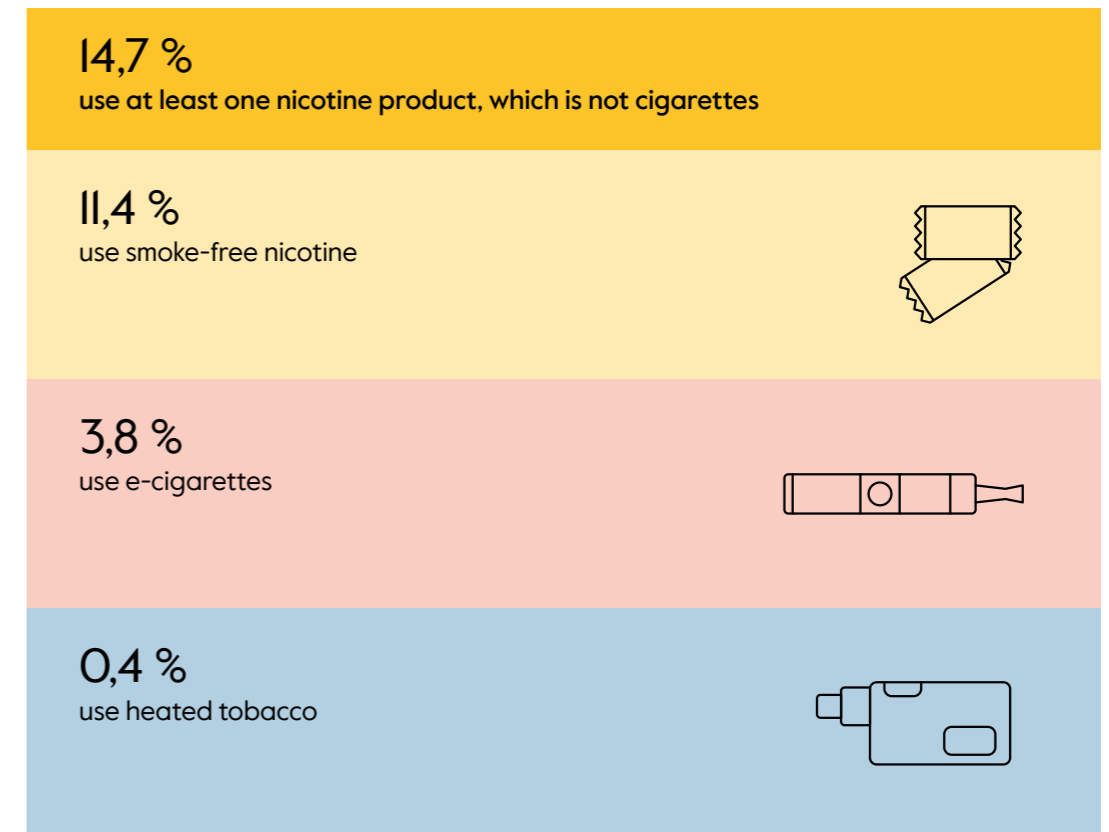 14,7 %
use at least one nicotine product, which is not cigarettes
11,4 %
use smoke-free nicotine
3,8 %
use e-cigarettes
0,4 %
use heated tobacco